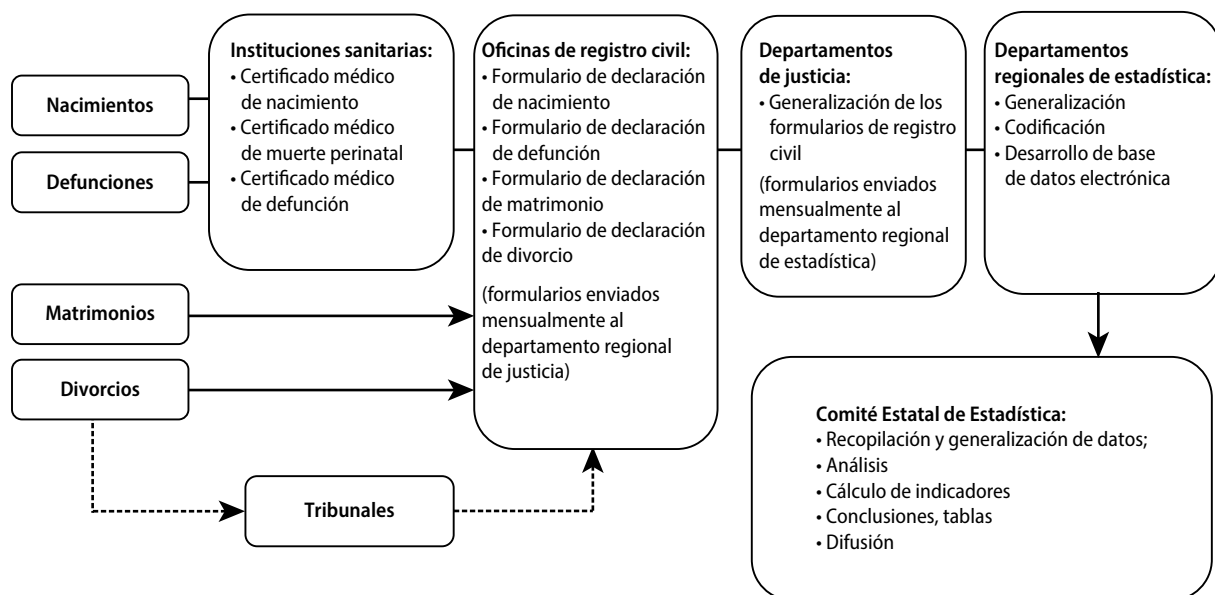 Nacimientos
Defunciones
Matrimonios
Divorcios
Tribunales
Instituciones sanitarias:
• Certificado médico
de nacimiento
• Certificado médico
de muerte perinatal
• Certificado médico
de defunción
Oficinas de registro civil:
• Formulario de declaración
de nacimiento
• Formulario de declaración
de defunción
• Formulario de declaración
de matrimonio
• Formulario de declaración
de divorcio
(formularios enviados
mensualmente al
departamento regional
de justicia)
Departamentos
de justicia:
• Generalización de los
formularios de registro
civil
(formularios enviados
mensualmente al
departamento regional
de estadística)
Departamentos
regionales de estadística:
• Generalización
• Codificación
• Desarrollo de base
de datos electrónica
Comité Estatal de Estadística:
• Recopilación y generalización de datos;
• Análisis
• Cálculo de indicadores
• Conclusiones, tablas
• Difusión